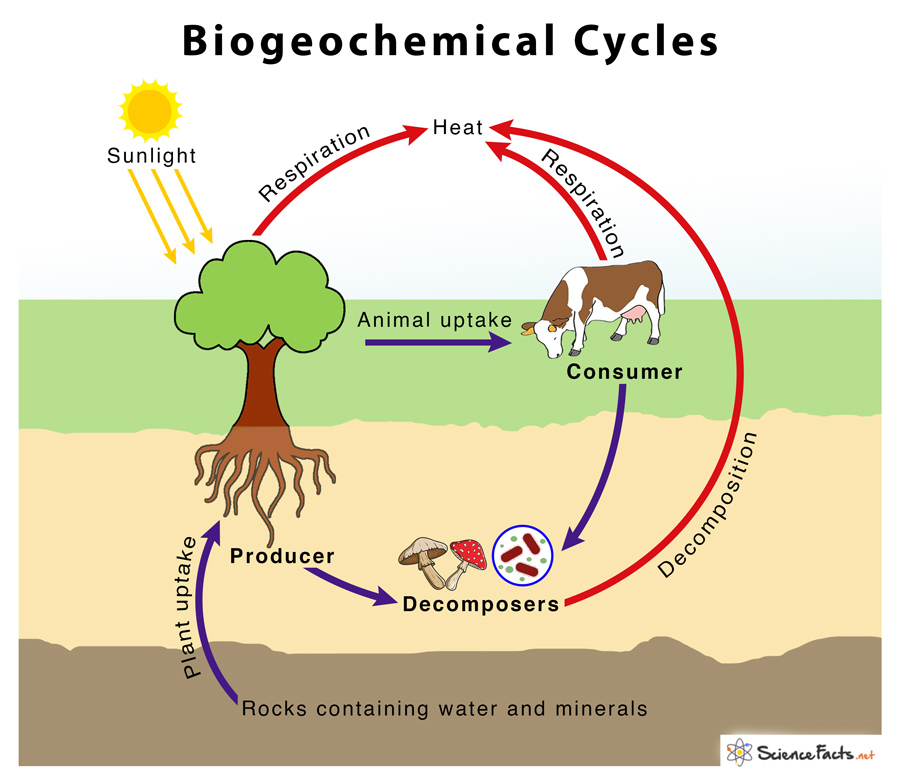 Biogeochemical Cycles
Sunlight
Respiration
Heat
Respiration
Animal uptake
Consumer
Decomposition
Producer
Plant uptake
Decomposers
Rocks containing water and minerals
ScienceFacts.net